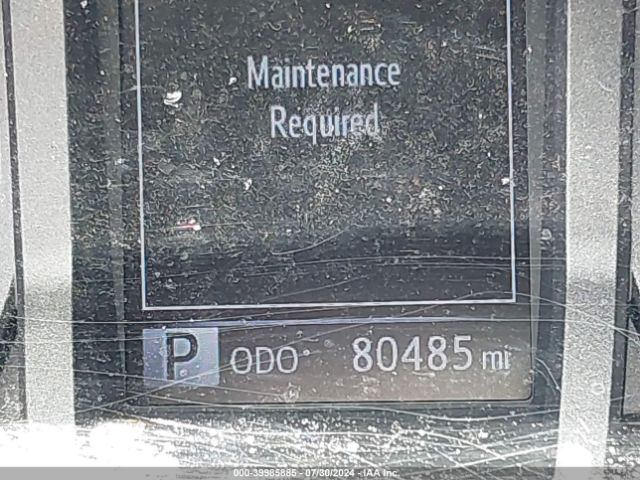 Maintenance
Required
P ODO 80485 mi
000-39985885 - 07/30/2024 - IAA Inc.